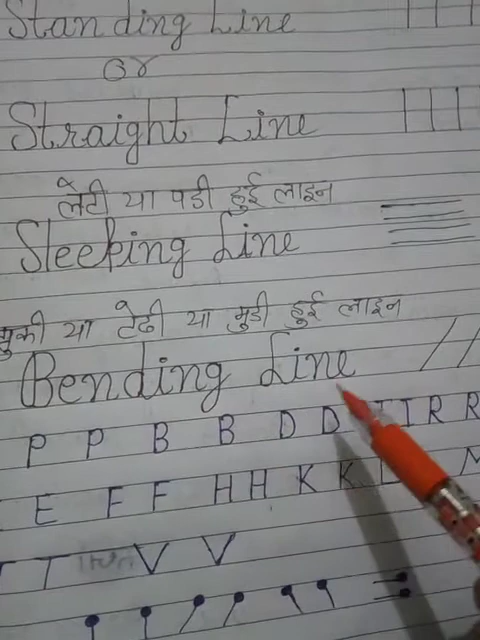 Standing Line
or
Straight Line
लेटी या पडी हुई लाइन
Sleeping Line
झुकी या टेढी या मुडी हुई लाइन
Bending Line
P P B B D D I I R R
E F F H H K K L M
T T V V